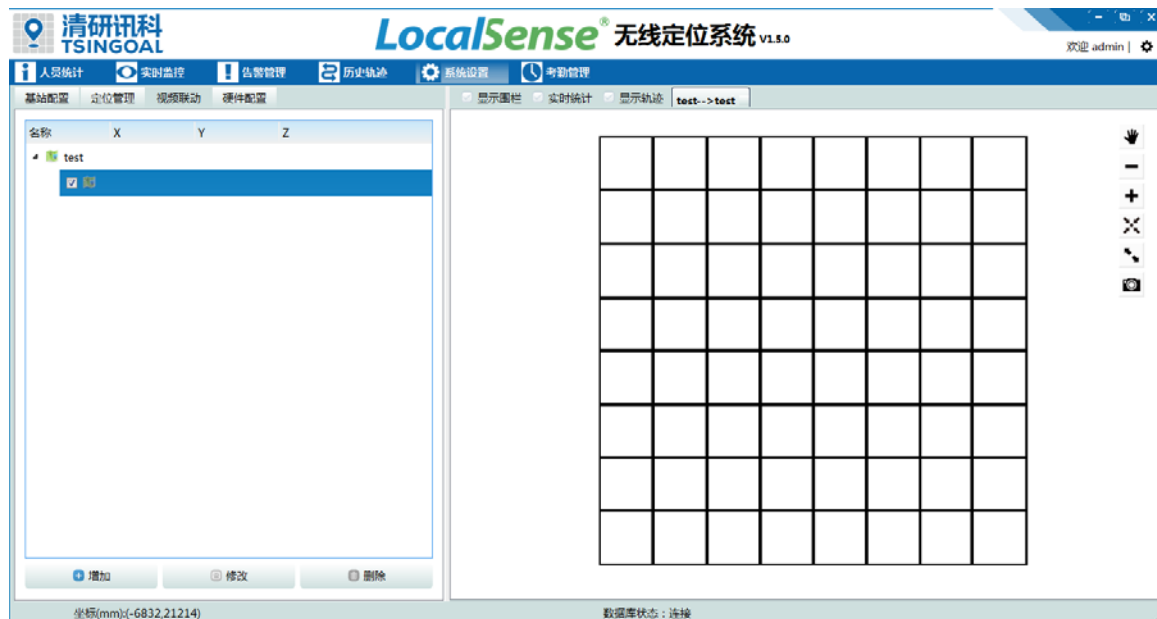 清研讯科
TSINGOAL
LocalSense® 无线定位系统 V1.5.0
欢迎 admin |
人员统计 实时监控 告警管理 历史轨迹 系统设置 考勤管理
基站配置 定位管理 视频联动 硬件配置 显示围栏 实时统计 显示轨迹 test-->test
名称 X Y Z
test
增加 修改 删除
坐标(mm):(-6832,21214) 数据库状态：连接